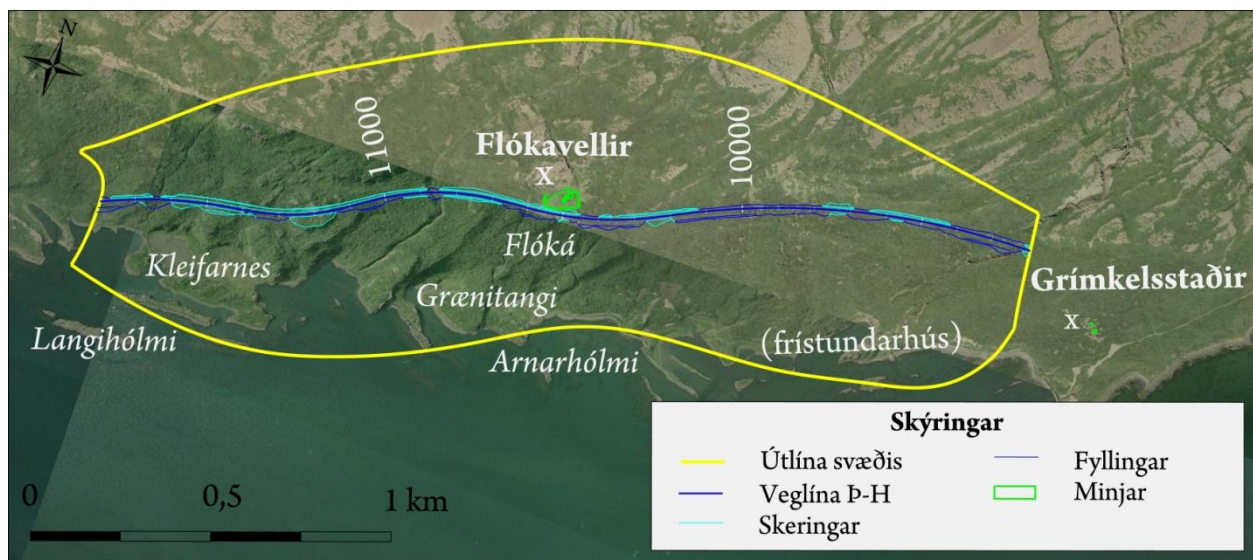 N
11000
10000
Flókavellir
x
Flóká
Kleifarnes
Grænitangi
Langihólmi
Arnarhólmi
(frístundarhús)
Grímkelsstaðir
x
0
0,5
1 km
Skýringar
Útlína svæðis
Fyllingar
Veglína Þ-H
Minjar
Skeringar